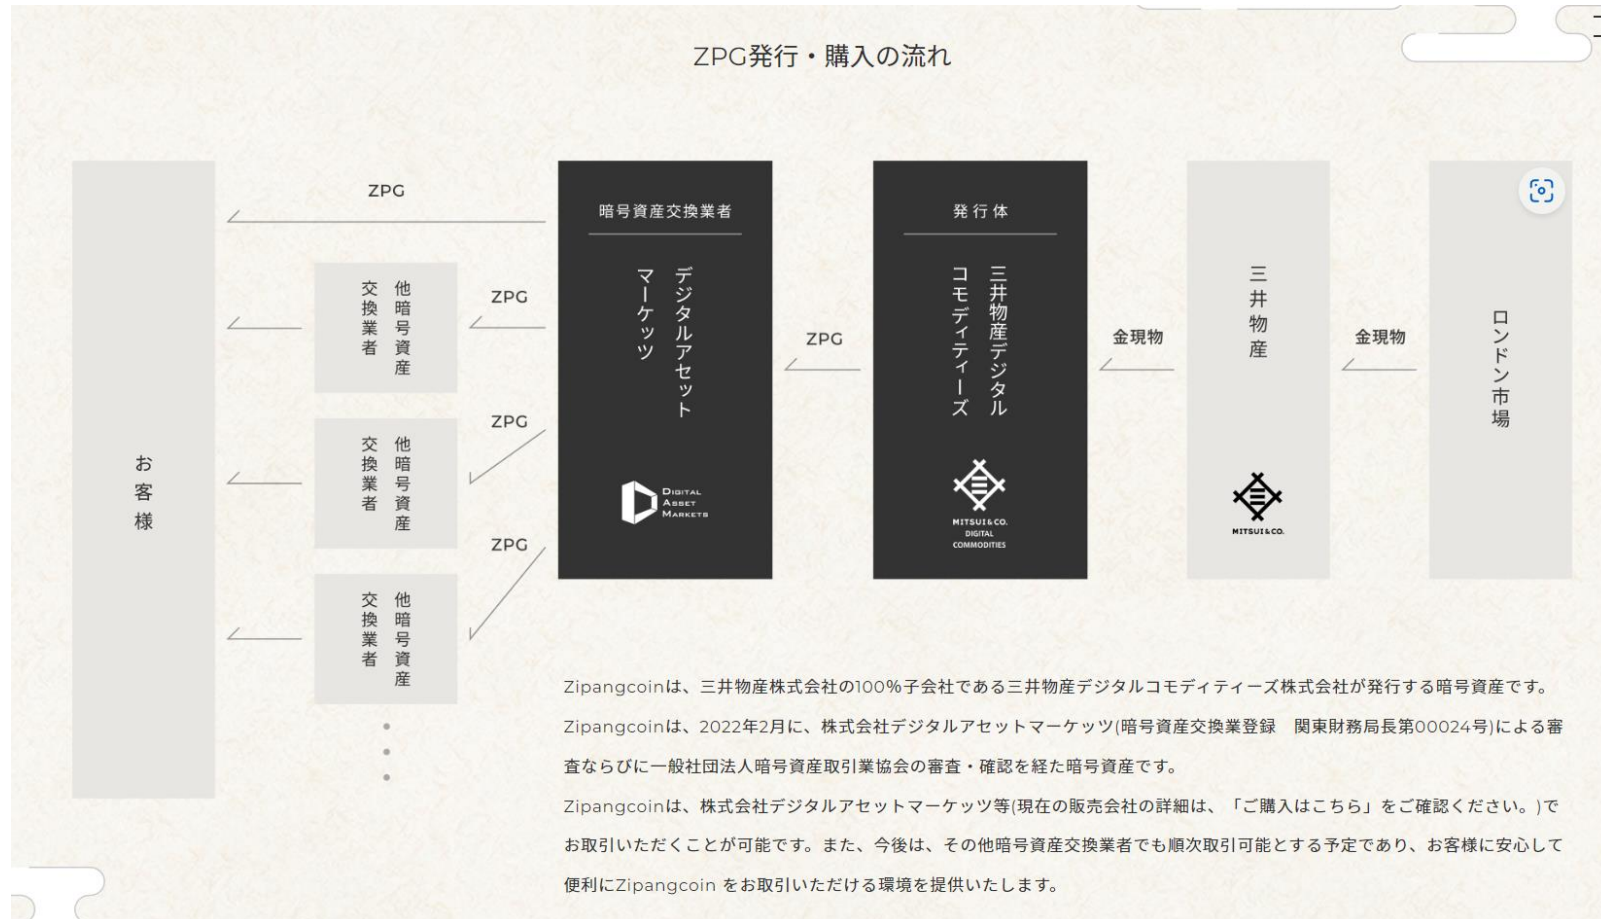 ZPG発行・購入の流れ
お客様
ZPG
他暗号資産
交換業者
ZPG
他暗号資産
交換業者
ZPG
他暗号資産
交換業者
ZPG
暗号資産交換業者
デジタルアセット
マーケッツ
DIGITAL
ASSET
MARKETS
ZPG
発行体
三井物産デジタル
コモディティーズ
MITSUI&CO.
DIGITAL
COMMODITIES
金現物
三井物産
MITSUI&CO.
金現物
ロンドン市場
Zipangcoinは、三井物産株式会社の100%子会社である三井物産デジタルコモディティーズ株式会社が発行する暗号資産です。
Zipangcoinは、2022年2月に、株式会社デジタルアセットマーケッツ(暗号資産交換業登録　関東財務局長第00024号)による審
査ならびに一般社団法人暗号資産取引業協会の審査・確認を経た暗号資産です。
Zipangcoinは、株式会社デジタルアセットマーケッツ等(現在の販売会社の詳細は、「ご購入はこちら」をご確認ください。)で
お取引いただくことが可能です。また、今後は、その他暗号資産交換業者でも順次取引可能とする予定であり、お客様に安心して
便利にZipangcoin をお取引いただける環境を提供いたします。